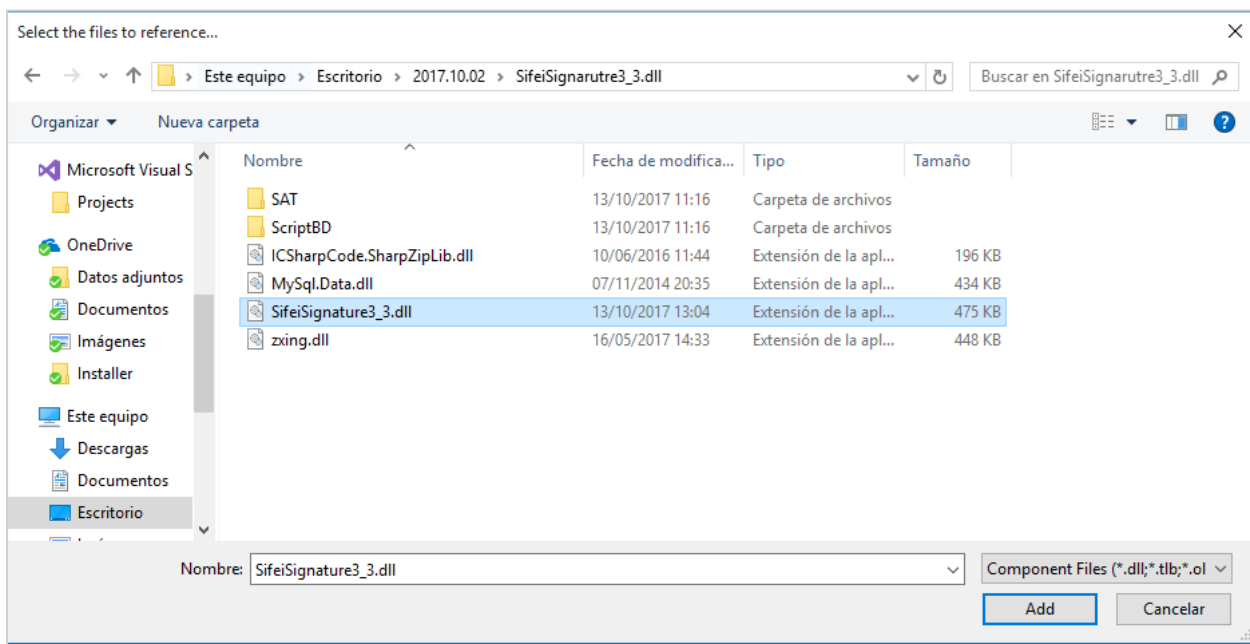 Select the files to reference...
Este equipo > Escritorio > 2017.10.02 > SifeiSignarutre3_3.dll
Buscar en SifeiSignarutre3_3.dll
Organizar Nueva carpeta
Microsoft Visual S
Projects
OneDrive
Datos adjuntos
Documentos
Imágenes
Installer
Este equipo
Descargas
Documentos
Escritorio
Nombre Fecha de modifica... Tipo Tamaño
SAT 13/10/2017 11:16 Carpeta de archivos
ScriptBD 13/10/2017 11:16 Carpeta de archivos
ICSharpCode.SharpZipLib.dll 10/06/2016 11:44 Extensión de la apl... 196 KB
MySql.Data.dll 07/11/2014 20:35 Extensión de la apl... 434 KB
SifeiSignature3_3.dll 13/10/2017 13:04 Extensión de la apl... 475 KB
zxing.dll 16/05/2017 14:33 Extensión de la apl... 448 KB
Nombre: SifeiSignature3_3.dll
Component Files (*.dll;*.tlb;*.ol
Add Cancelar